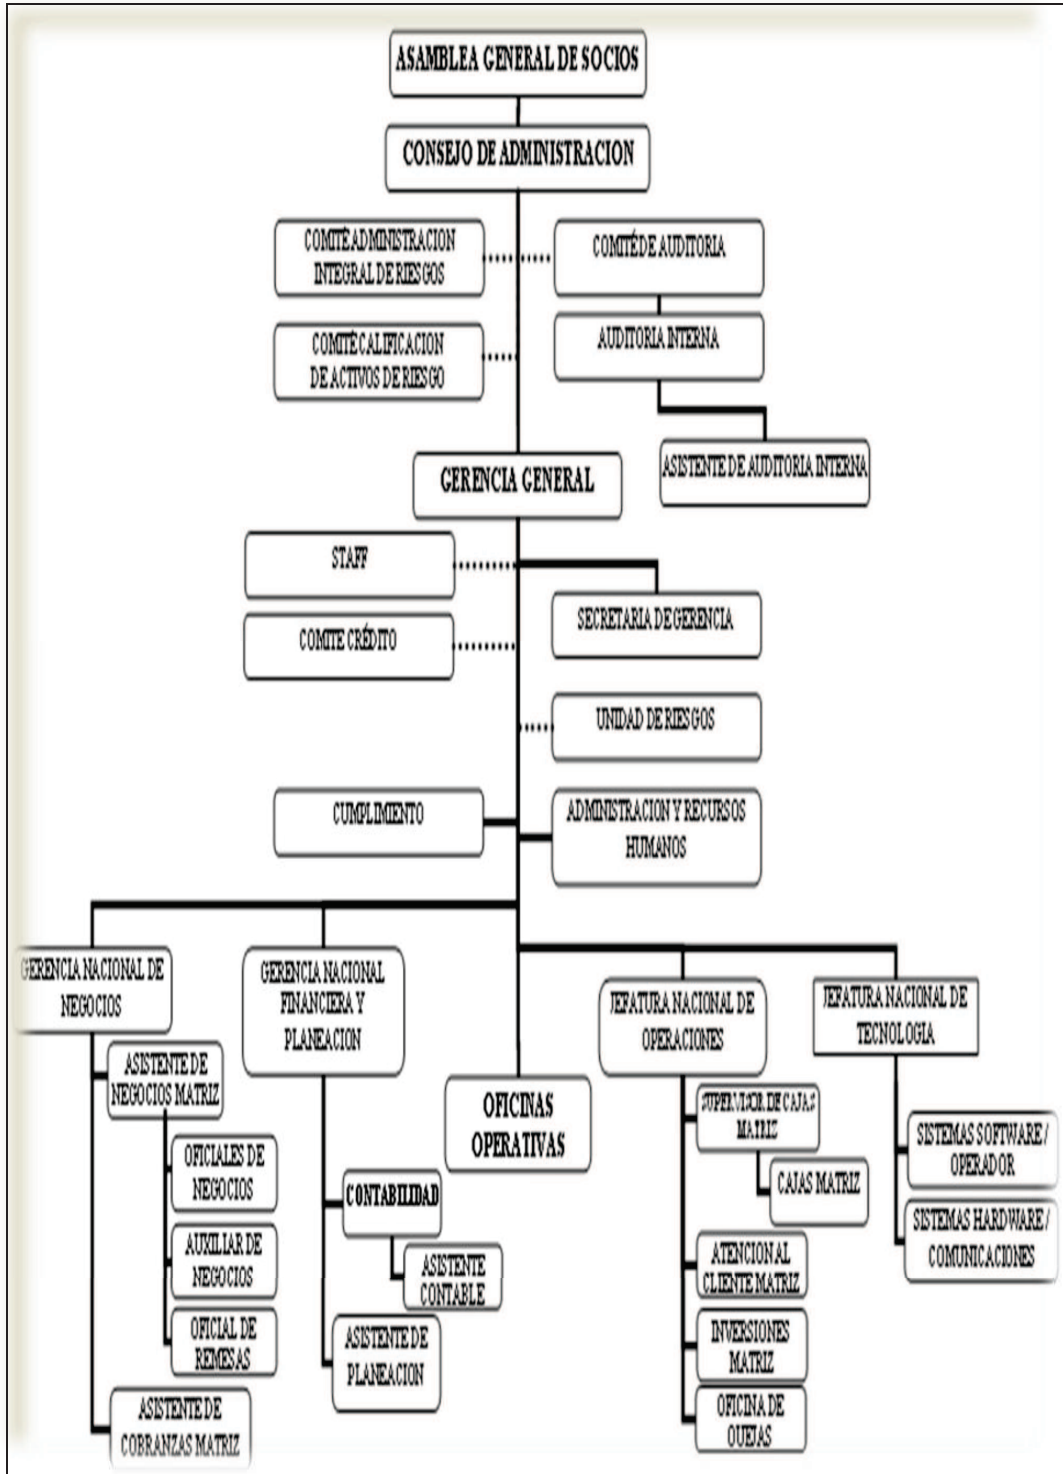 ASAMBLEA GENERAL DE SOCIOS
CONSEJO DE ADMINISTRACION
COMITÉ ADMINISTRACION
INTEGRAL DE RIESGOS
COMITÉ DE AUDITORIA
AUDITORIA INTERNA
COMITÉ CALIFICACION
DE ACTIVOS DE RIESGO
ASISTENTE DE AUDITORIA INTERNA
GERENCIA GENERAL
STAFF
SECRETARIA DE GERENCIA
COMITE CRÉDITO
UNIDAD DE RIESGOS
CUMPLIMIENTO
ADMINISTRACION Y RECURSOS
HUMANOS
GERENCIA NACIONAL DE
NEGOCIOS
ASISTENTE DE
NEGOCIOS MATRIZ
OFICIALES DE
NEGOCIOS
AUXILIAR DE
NEGOCIOS
OFICIAL DE
REMESAS
ASISTENTE DE
COBRANZAS MATRIZ
GERENCIA NACIONAL
FINANCIERA Y
PLANEACION
CONTABILIDAD
ASISTENTE
CONTABLE
ASISTENTE DE
PLANEACION
OFICINAS
OPERATIVAS
JEFATURA NACIONAL DE
OPERACIONES
SUPERVISOR DE CAJAS
MATRIZ
CAJAS MATRIZ
ATENCION AL
CLIENTE MATRIZ
INVERSIONES
MATRIZ
OFICINA DE
QUEJAS
JEFATURA NACIONAL DE
TECNOLOGIA
SISTEMAS SOFTWARE /
OPERADOR
SISTEMAS HARDWARE /
COMUNICACIONES